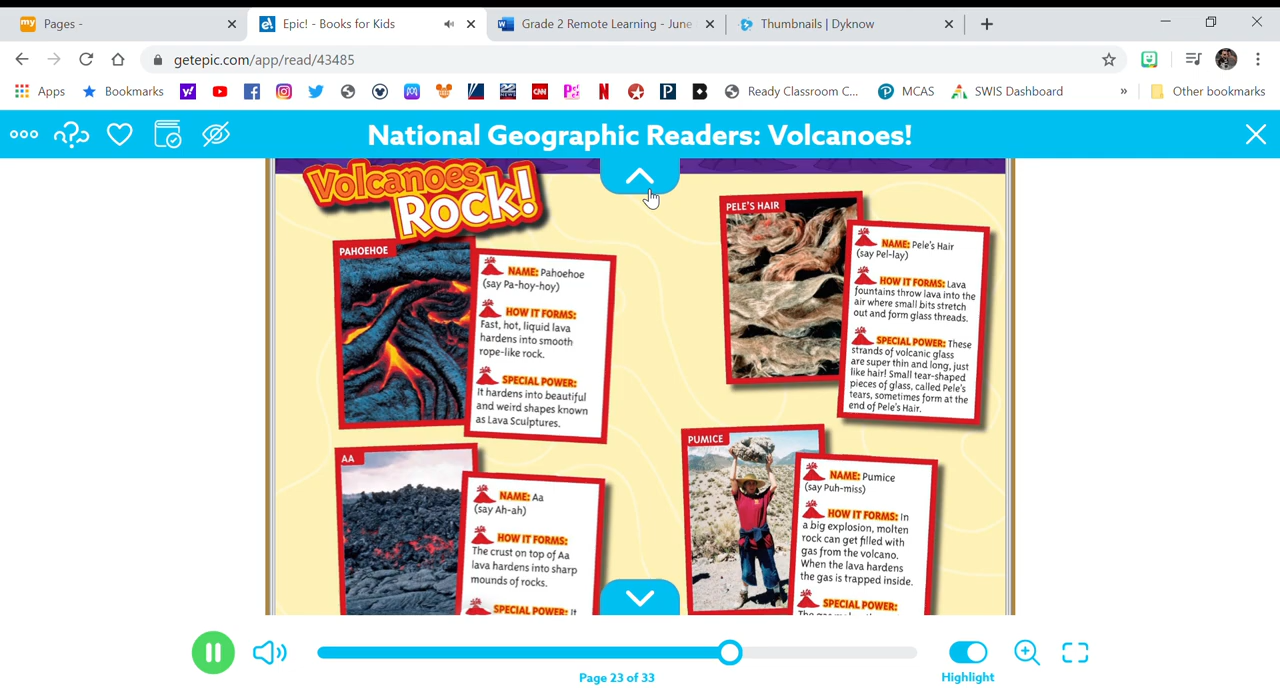 Pages -
Epic! - Books for Kids
Grade 2 Remote Learning - June
Thumbnails | Dyknow
getepic.com/app/read/43485
Apps
Bookmarks
Ready Classroom C...
MCAS
SWIS Dashboard
»
Other bookmarks
National Geographic Readers: Volcanoes!
Volcanoes
ROCK!
PAHOEHOE
NAME: Pahoehoe
(say Pa-hoy-hoy)
HOW IT FORMS:
Fast, hot, liquid lava
hardens into smooth
rope-like rock.
SPECIAL POWER:
It hardens into beautiful
and weird shapes known
as Lava Sculptures.
AA
NAME: Aa
(say Ah-ah)
HOW IT FORMS:
The crust on top of Aa
lava hardens into sharp
mounds of rocks.
SPECIAL POWER: It
PELE'S HAIR
NAME: Pele's Hair
(say Pel-lay)
HOW IT FORMS: Lava
fountains throw lava into the
air where small bits stretch
out and form glass threads.
SPECIAL POWER: These
strands of volcanic glass
are super thin and long, just
like hair! Small tear-shaped
pieces of glass, called Pele's
tears, sometimes form at the
end of Pele's Hair.
PUMICE
NAME: Pumice
(say Puh-miss)
HOW IT FORMS: In
a big explosion, molten
rock can get filled with
gas from the volcano.
When the lava hardens
the gas is trapped inside.
SPECIAL POWER:
Page 23 of 33
Highlight